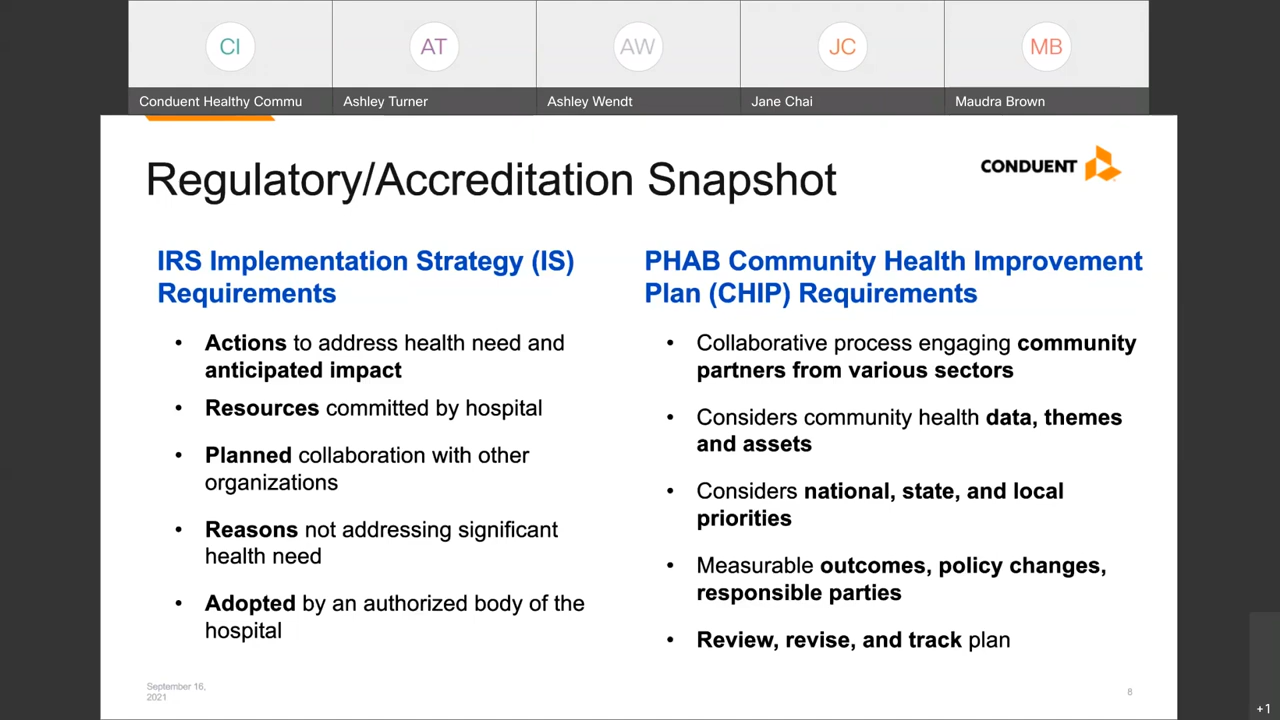 CI
AT
AW
JC
MB
Conduent Healthy Commu
Ashley Turner
Ashley Wendt
Jane Chai
Maudra Brown
Regulatory/Accreditation Snapshot
CONDUENT
IRS Implementation Strategy (IS)
Requirements
• Actions to address health need and
anticipated impact
• Resources committed by hospital
• Planned collaboration with other
organizations
• Reasons not addressing significant
health need
• Adopted by an authorized body of the
hospital
PHAB Community Health Improvement
Plan (CHIP) Requirements
• Collaborative process engaging community
partners from various sectors
• Considers community health data, themes
and assets
• Considers national, state, and local
priorities
• Measurable outcomes, policy changes,
responsible parties
• Review, revise, and track plan
September 16,
2021
8
+1